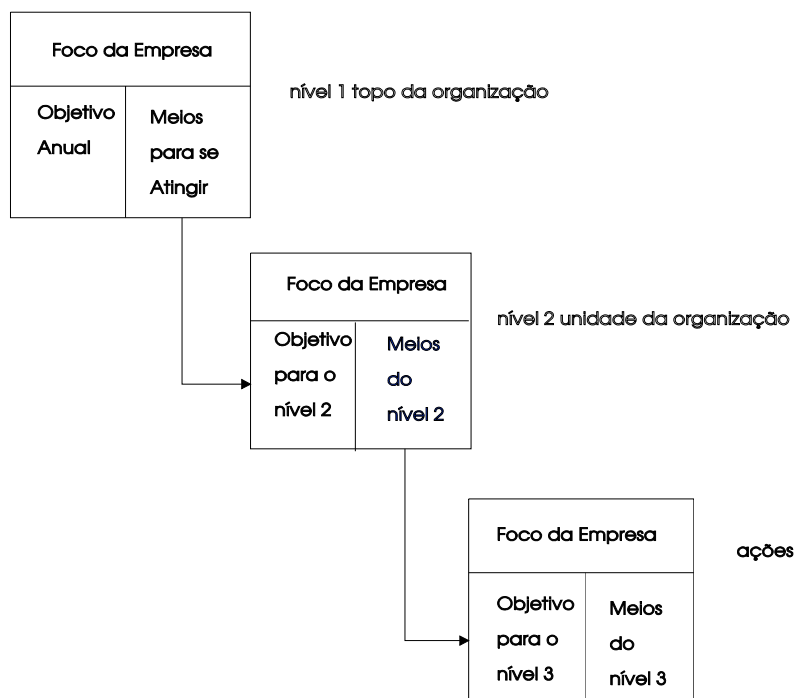 Foco da Empresa
nível 1 topo da organização
Objetivo
Anual
Meios
para se
Atingir
Foco da Empresa
nível 2 unidade da organização
Objetivo
para o
nível 2
Meios
do
nível 2
Foco da Empresa
ações
Objetivo
para o
nível 3
Meios
do
nível 3